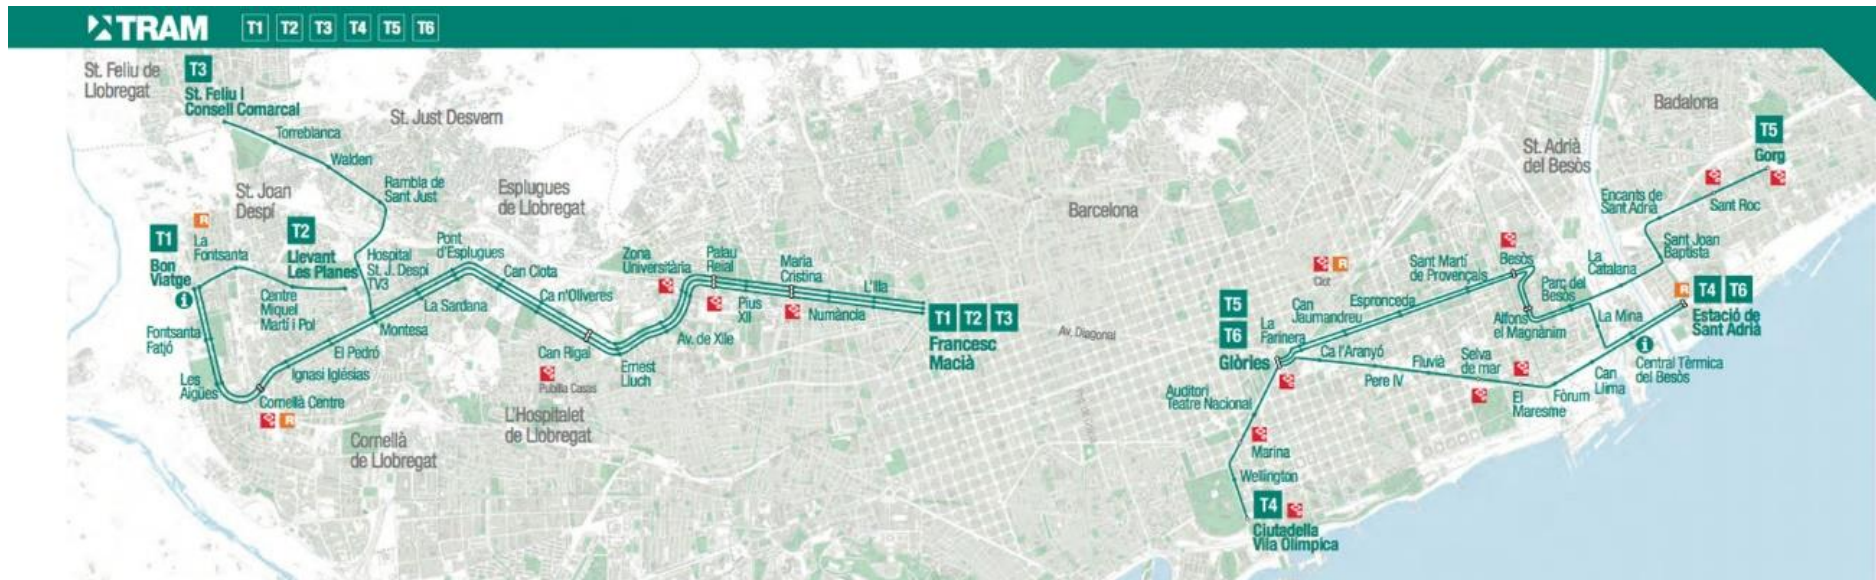 TRAM T1 T2 T3 T4 T5 T6
St. Feliu de
Llobregat
T3
St. Feliu |
Consell Comarcal
Torreblanca
Walden
Rambla de
Sant Just
St. Just Desvern
St. Joan
Despí
Esplugues
de Llobregat
R
La
Fontsanta
T1
Bon
Viatge
i
T2
Llevant
Les Planes
Centre
Miquel
Martí i Pol
Fontsanta
Fatjó
Les
Aigües
Cornellà Centre
R
Ignasi Iglésias
El Pedró
Montesa
Hospital
St. J. Despí
TV3
La Sardana
Pont
d'Esplugues
Can Clota
Ca n'Oliveres
Can Rigal
Pubilla Casas
Ernest
Lluch
Av. de Xile
Zona
Universitària
Palau
Reial
Pius
XII
Maria
Cristina
Numància
L'Illa
T1 T2 T3
Francesc
Macià
Cornellà
de Llobregat
L'Hospitalet
de Llobregat
Barcelona
Av. Diagonal
T5
T6
Glòries
La
Farinera
Can
Jaumandreu
Espronceda
Sant Martí
de Provençals
Besòs
Clot
R
Alfons
el Magnànim
Parc del
Besòs
La
Catalana
Sant Joan
Baptista
Encants de
Sant Adrià
Sant Roc
T5
Gorg
Badalona
St. Adrià
del Besòs
La Mina
R
T4 T6
Estació de
Sant Adrià
i
Central Tèrmica
del Besòs
Can
Llima
Fòrum
El
Maresme
Selva
de mar
Fluvià
Pere IV
Ca l'Aranyó
Auditori
Teatre Nacional
Marina
Wellington
T4
Ciutadella
Vila Olímpica